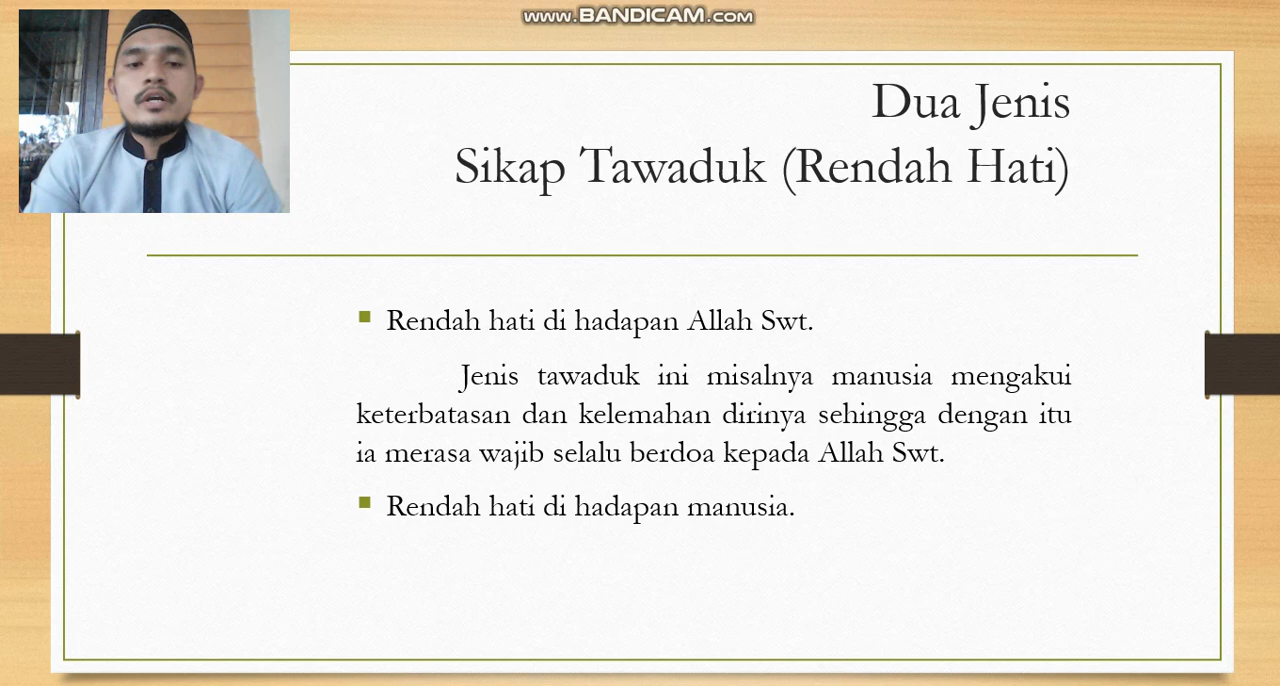 www.BANDICAM.com
Dua Jenis
Sikap Tawaduk (Rendah Hati)
Rendah hati di hadapan Allah Swt.
Jenis tawaduk ini misalnya manusia mengakui
keterbatasan dan kelemahan dirinya sehingga dengan itu
ia merasa wajib selalu berdoa kepada Allah Swt.
Rendah hati di hadapan manusia.